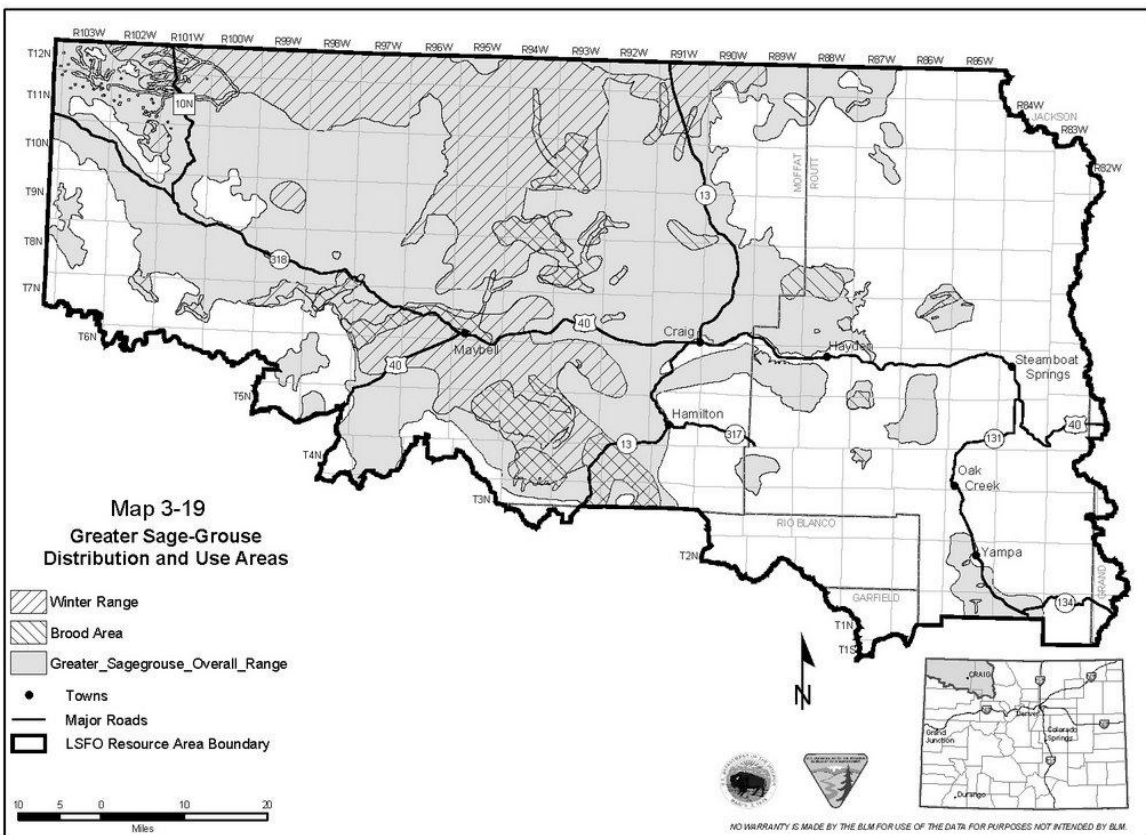 R103W R102W R101W R100W R99W R98W R97W R96W R95W R94W R93W R92W R91W R90W R89W R88W R87W R86W R85W
R84W
JACKSON
R83W
R82W
T12N
T11N
T10N
T9N
T8N
T7N
T6N
T5N
T4N
T3N
T2N
T1N
T1S
10N
MOFFAT
ROUTT
13
318
40
Craig
Maybell
Hayden
40
Steamboat
Springs
Hamilton
317
13
131
40
Oak
Creek
RIO BLANCO
Yampa
GARFIELD
134
GRAND
Map 3-19
Greater Sage-Grouse
Distribution and Use Areas
Winter Range
Brood Area
Greater_Sagegrouse_Overall_Range
Towns
Major Roads
LSFO Resource Area Boundary
10 5 0 10 20
Miles
N
CRAIG
Denver
Grand
Junction
Colorado
Springs
Durango
NO WARRANTY IS MADE BY THE BLM FOR USE OF THE DATA FOR PURPOSES NOT INTENDED BY BLM.